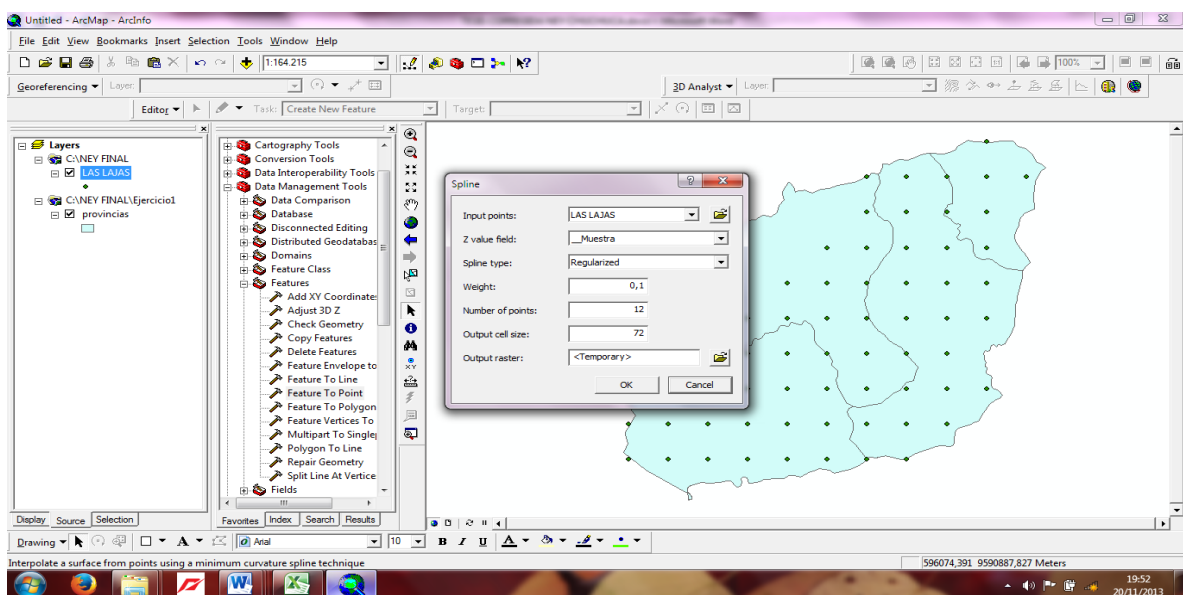 Untitled - ArcMap - ArcInfo
File Edit View Bookmarks Insert Selection Tools Window Help
1:164.215
100%
Georeferencing Layer:
3D Analyst Layer:
Editor Task: Create New Feature Target:
Layers
C:\NEY FINAL
LAS LAJAS
C:\NEY FINAL\Ejercicio1
provincias
Cartography Tools
Conversion Tools
Data Interoperability Tools
Data Management Tools
Data Comparison
Database
Disconnected Editing
Distributed Geodatabas
Domains
Feature Class
Features
Add XY Coordinate
Adjust 3D Z
Check Geometry
Copy Features
Delete Features
Feature Envelope to
Feature To Line
Feature To Point
Feature To Polygon
Feature Vertices To
Multipart To Single
Polygon To Line
Repair Geometry
Split Line At Vertice
Fields
Spline
Input points: LAS LAJAS
Z value field: __Muestra
Spline type: Regularized
Weight: 0,1
Number of points: 12
Output cell size: 72
Output raster: <Temporary>
OK Cancel
Display Source Selection
Favorites Index Search Results
Drawing A Arial 10 B I U A
Interpolate a surface from points using a minimum curvature spline technique
596074,391 9590887,827 Meters
19:52
20/11/2013